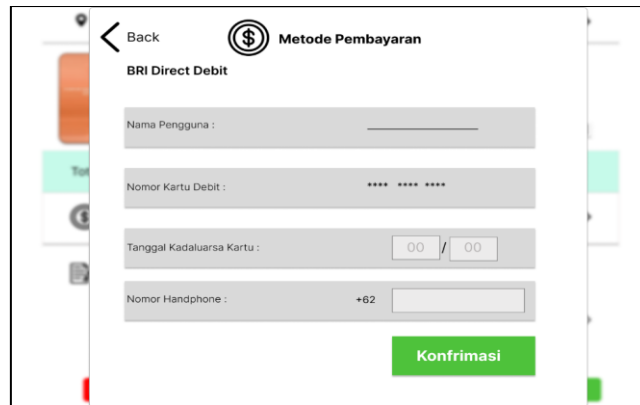 Back
Metode Pembayaran
BRI Direct Debit
Nama Pengguna :
Nomor Kartu Debit : **** **** ****
Tanggal Kadaluarsa Kartu : 00 / 00
Nomor Handphone : +62
Konfrimasi